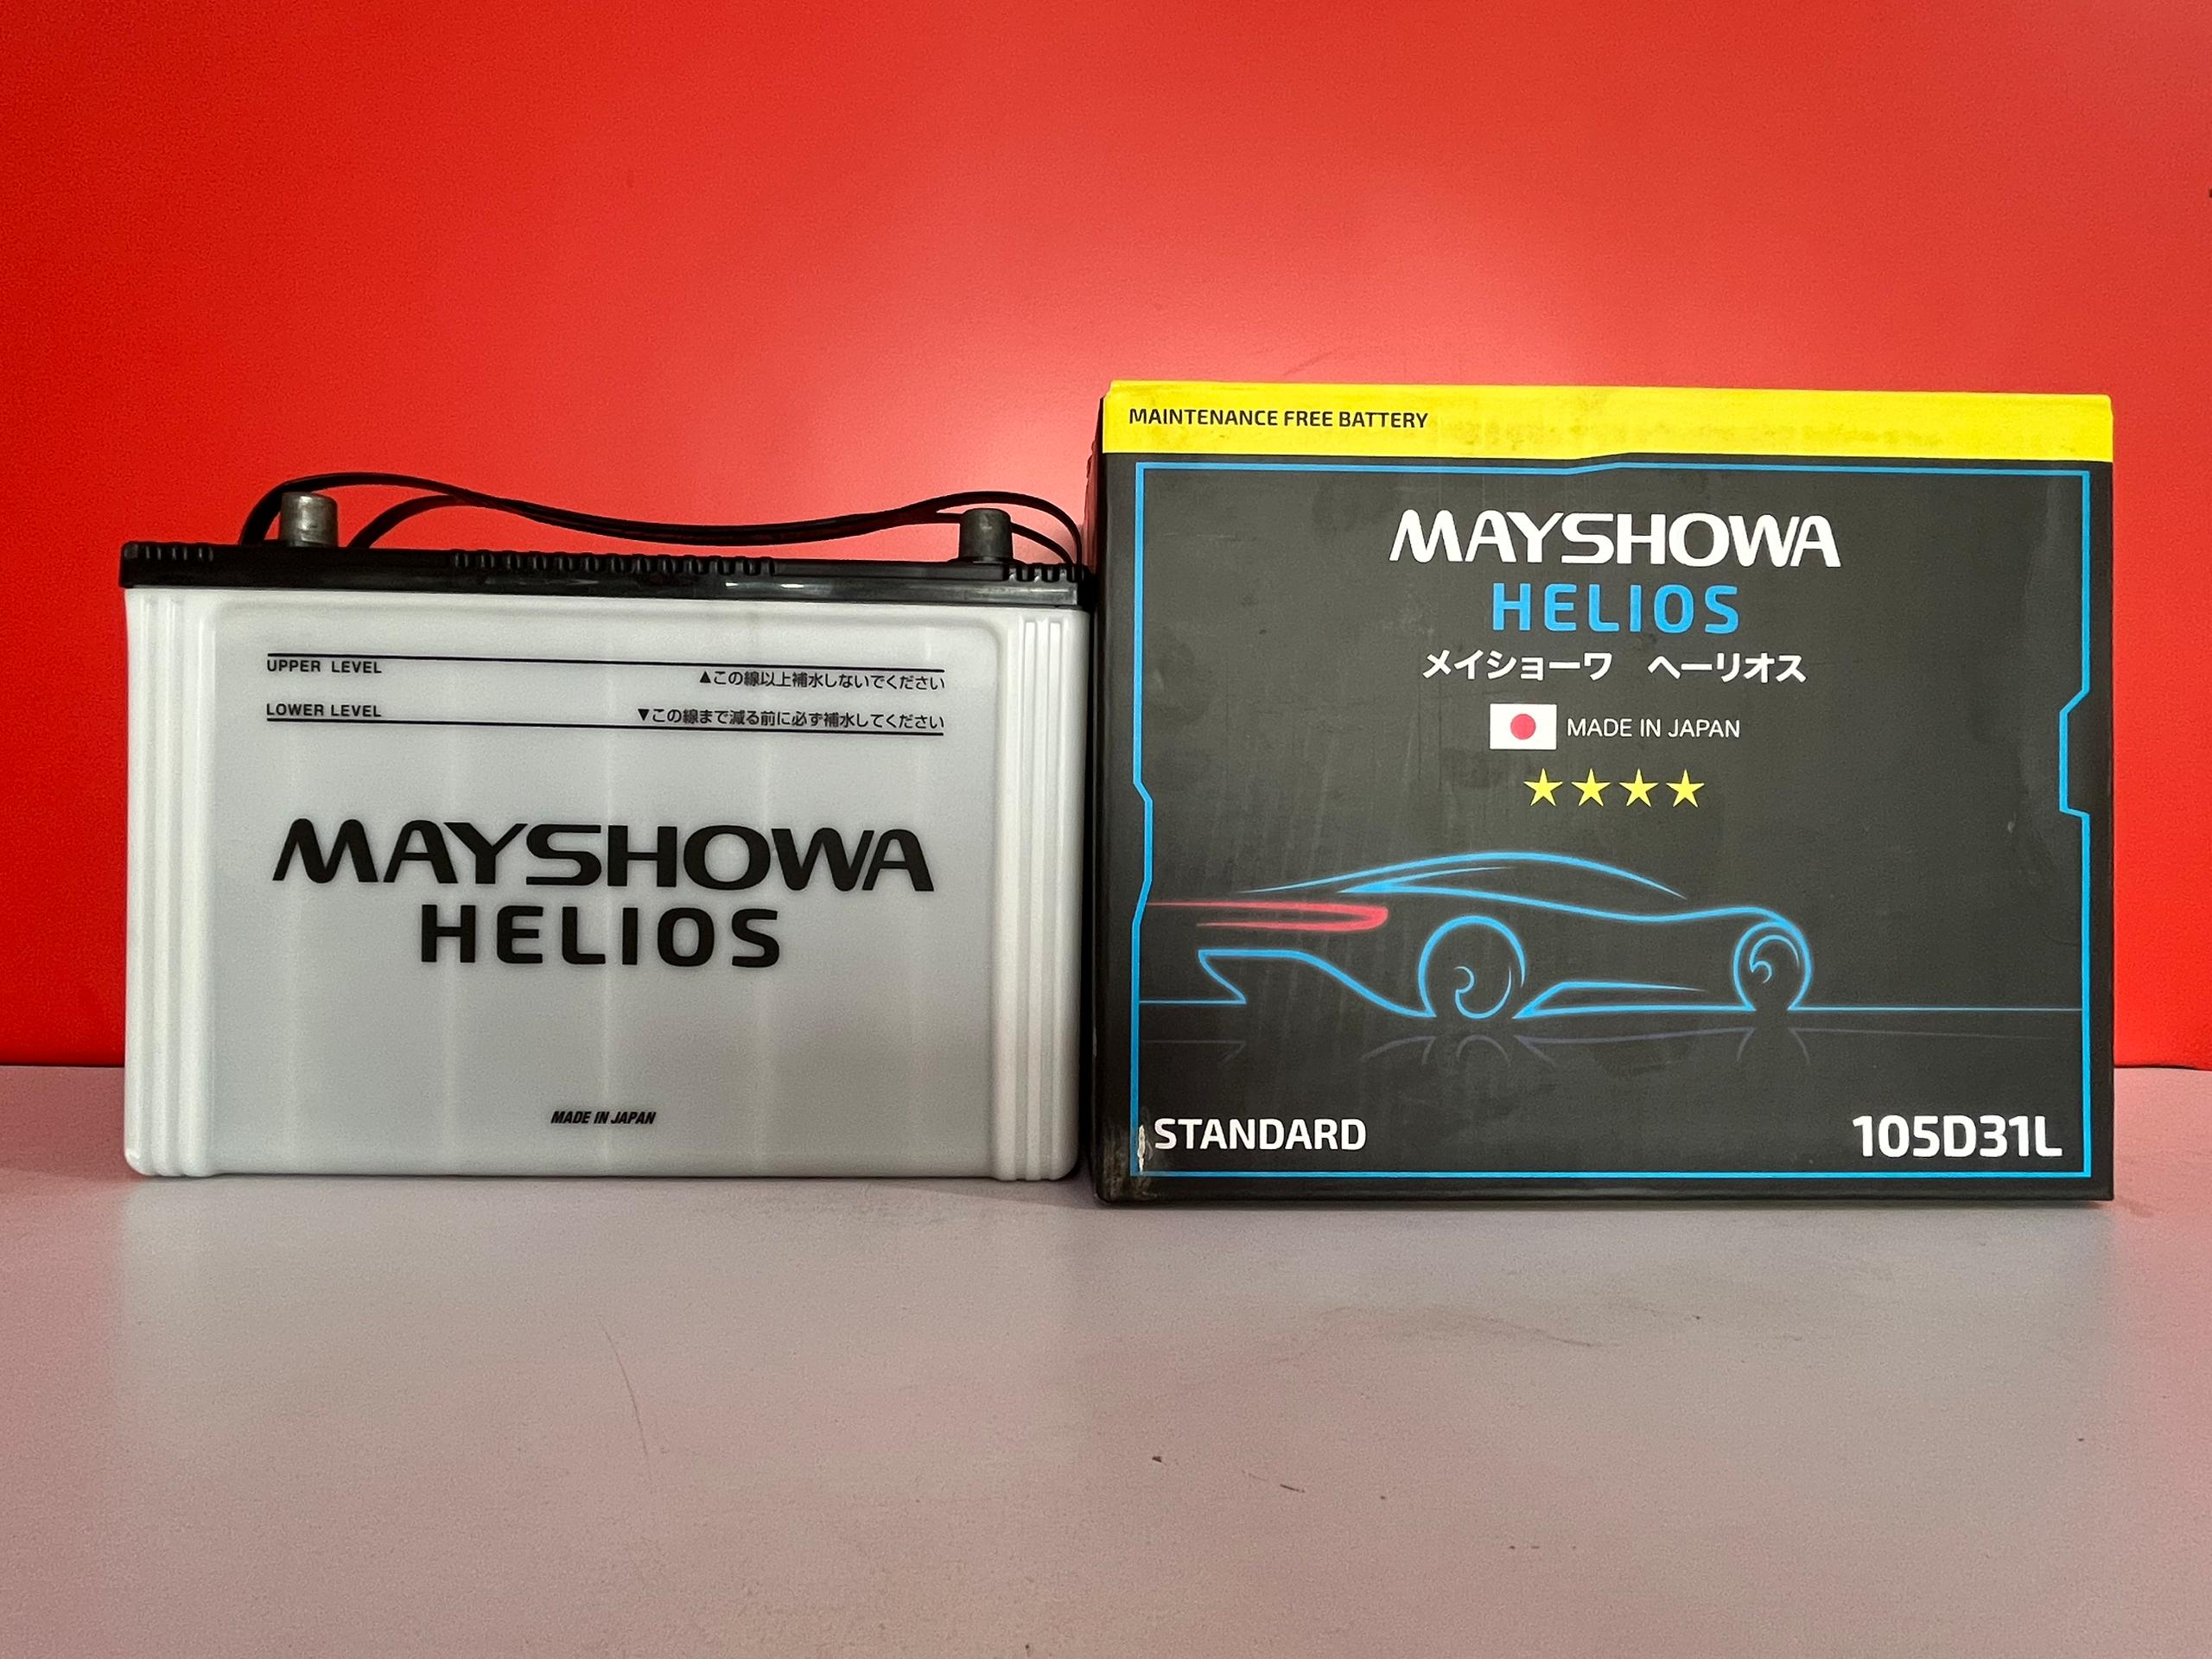 UPPER LEVEL
▲この線以上補水しないでください
LOWER LEVEL
▼この線まで減る前に必ず補水してください
MAYSHOWA
HELIOS
MADE IN JAPAN
MAINTENANCE FREE BATTERY
MAYSHOWA
HELIOS
メイショーワ ヘーリオス
MADE IN JAPAN
STANDARD
105D31L